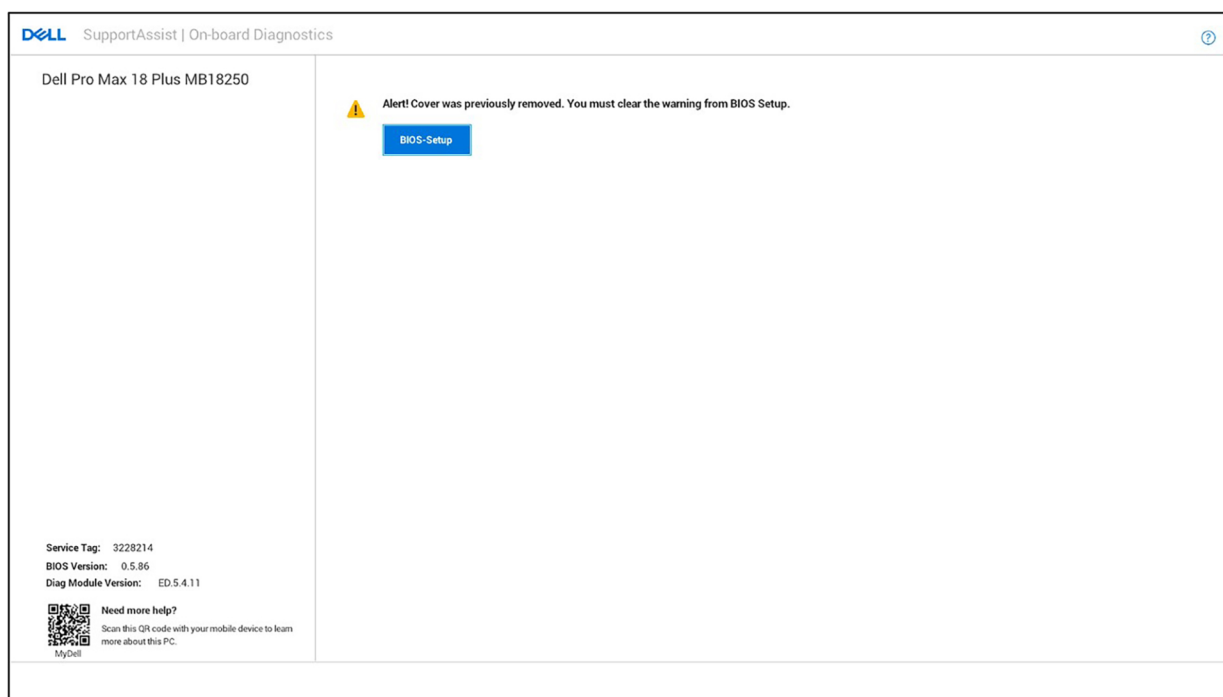 DELL SupportAssist | On-board Diagnostics
?
Dell Pro Max 18 Plus MB18250
Alert! Cover was previously removed. You must clear the warning from BIOS Setup.
BIOS-Setup
Service Tag: 3228214
BIOS Version: 0.5.86
Diag Module Version: ED.5.4.11
Need more help?
Scan this QR code with your mobile device to learn
more about this PC.
MyDell